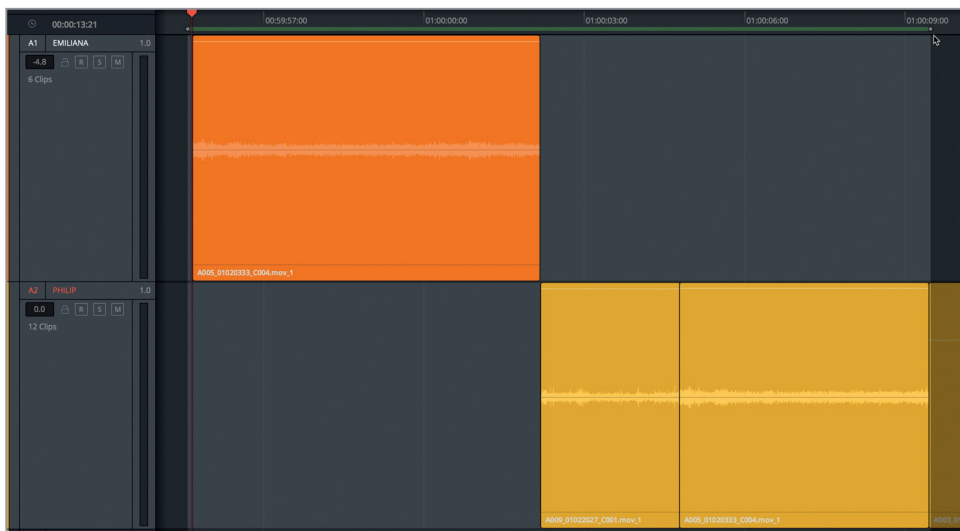 00:00:13:21
00:59:57:00 01:00:00:00 01:00:03:00 01:00:06:00 01:00:09:00
A1 EMILIANA 1.0
-4.8 R S M
6 Clips
A005_01020333_C004.mov_1
A2 PHILIP 1.0
0.0 R S M
12 Clips
A009_01022027_C001.mov_1 A005_01020333_C004.mov_1